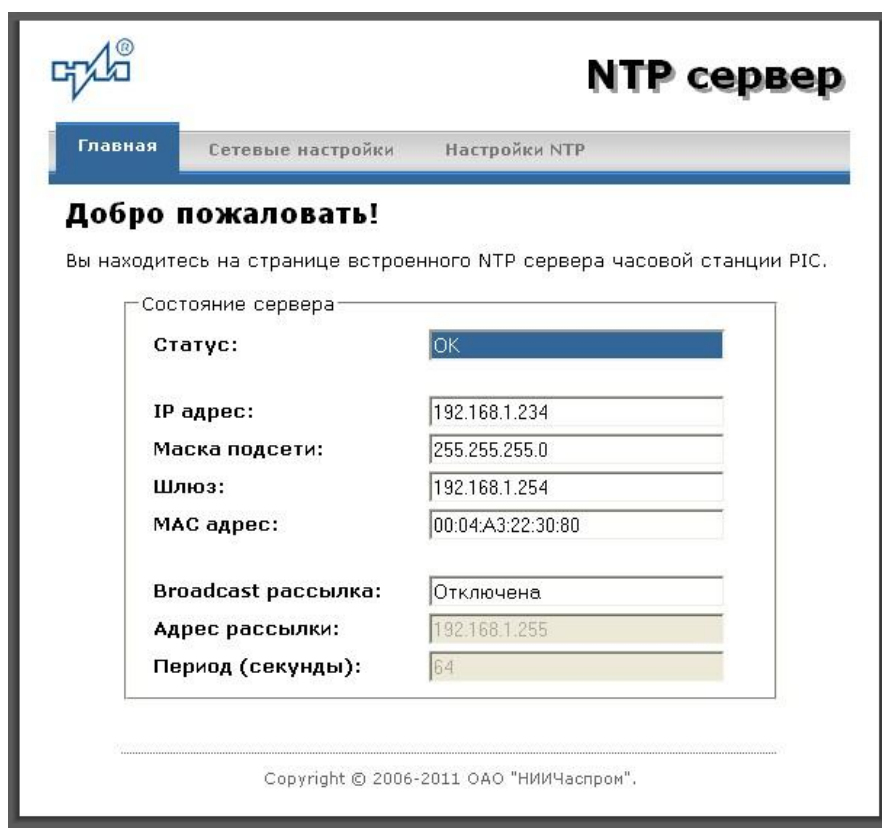 ®
NTP сервер
Главная Сетевые настройки Настройки NTP
Добро пожаловать!
Вы находитесь на странице встроенного NTP сервера часовой станции PIC.
Состояние сервера
Статус: OK
IP адрес: 192.168.1.234
Маска подсети: 255.255.255.0
Шлюз: 192.168.1.254
MAC адрес: 00:04:A3:22:30:80
Broadcast рассылка: Отключена
Адрес рассылки: 192.168.1.255
Период (секунды): 64
Copyright © 2006-2011 ОАО "НИИЧаспром".